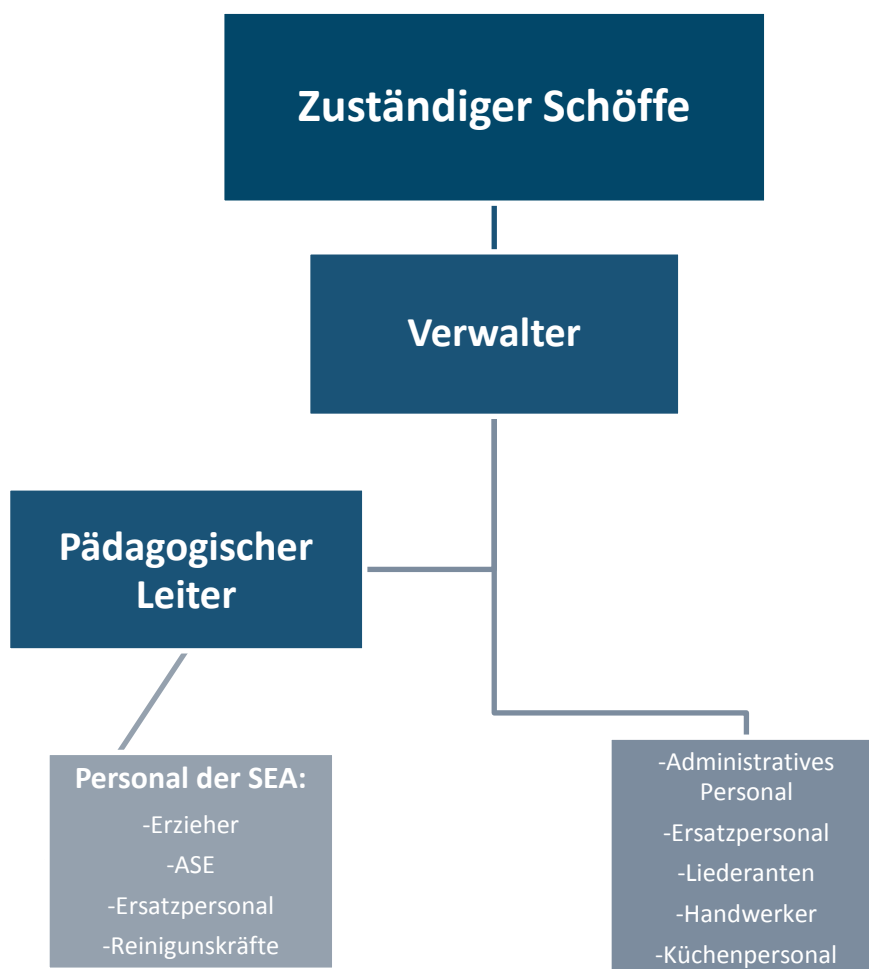 Zuständiger Schöffe
Verwalter
Pädagogischer
Leiter
Personal der SEA:
-Erzieher
-ASE
-Ersatzpersonal
-Reinigunskräfte
-Administratives
Personal
-Ersatzpersonal
-Liederanten
-Handwerker
-Küchenpersonal